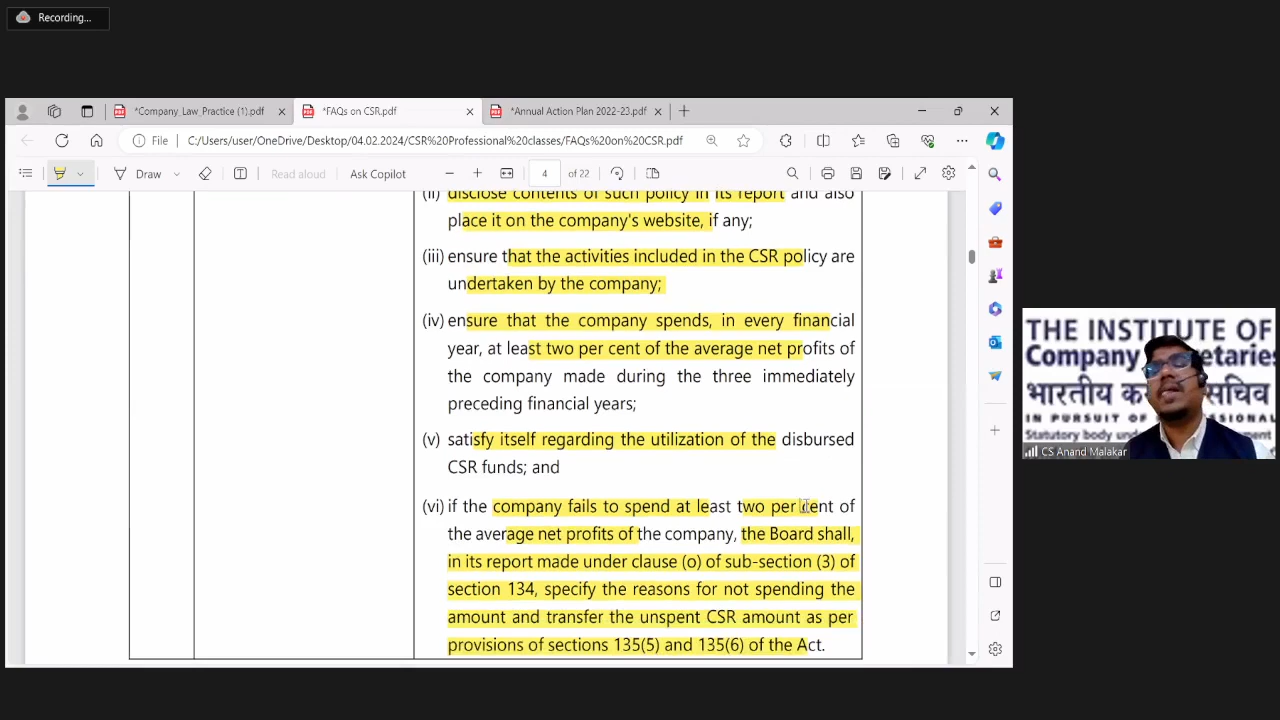 Recording...
*Company_Law_Practice (1).pdf
*FAQs on CSR.pdf
*Annual Action Plan 2022-23.pdf
File
C:/Users/user/OneDrive/Desktop/04.02.2024/CSR%20Professional%20classes/FAQs%20on%20CSR.pdf
Draw
Read aloud
Ask Copilot
4
of 22
(ii) disclose contents of such policy in its report and also
place it on the company's website, if any;
(iii) ensure that the activities included in the CSR policy are
undertaken by the company;
(iv) ensure that the company spends, in every financial
year, at least two per cent of the average net profits of
the company made during the three immediately
preceding financial years;
(v) satisfy itself regarding the utilization of the disbursed
CSR funds; and
(vi) if the company fails to spend at least two per cent of
the average net profits of the company, the Board shall,
in its report made under clause (o) of sub-section (3) of
section 134, specify the reasons for not spending the
amount and transfer the unspent CSR amount as per
provisions of sections 135(5) and 135(6) of the Act.
THE INSTITUTE OF
Company
भारतीय सचिव
IN PURSUIT OF
Statutory body
CS Anand Malakar